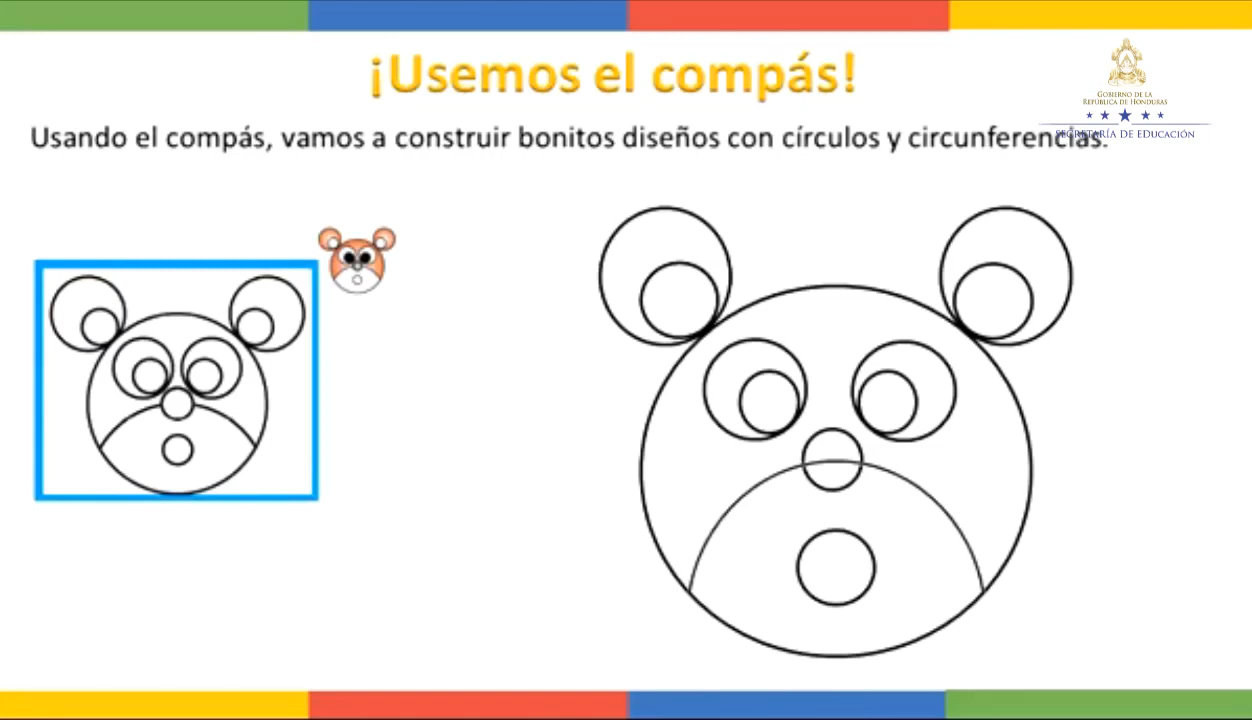 ¡Usemos el compás!
GOBIERNO DE LA
REPÚBLICA DE HONDURAS
SECRETARÍA DE EDUCACIÓN
Usando el compás, vamos a construir bonitos diseños con círculos y circunferencias.